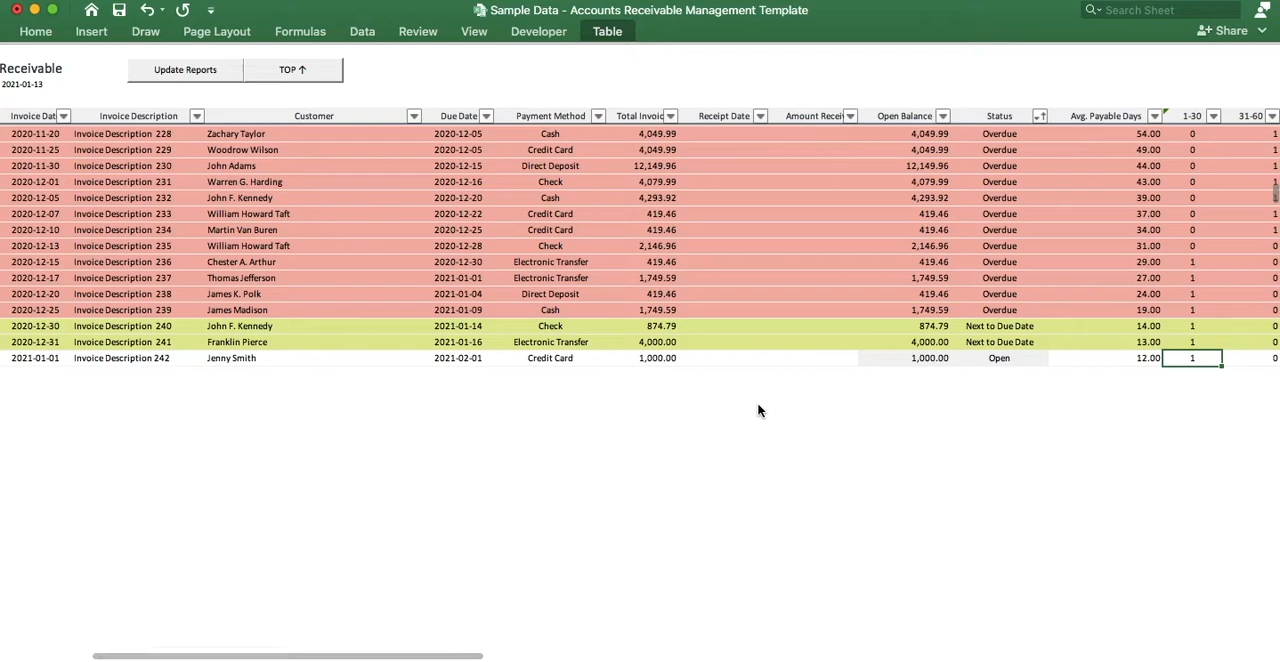 Sample Data - Accounts Receivable Management Template
Search Sheet
Home Insert Draw Page Layout Formulas Data Review View Developer Table Share
Receivable
2021-01-13
Update Reports TOP ↑
Invoice Dat Invoice Description Customer Due Date Payment Method Total Invoic Receipt Date Amount Recei Open Balance Status Avg. Payable Days 1-30 31-60
2020-11-20 Invoice Description 228 Zachary Taylor 2020-12-05 Cash 4,049.99 4,049.99 Overdue 54.00 0 1
2020-11-25 Invoice Description 229 Woodrow Wilson 2020-12-05 Credit Card 4,049.99 4,049.99 Overdue 49.00 0 1
2020-11-30 Invoice Description 230 John Adams 2020-12-15 Direct Deposit 12,149.96 12,149.96 Overdue 44.00 0 1
2020-12-01 Invoice Description 231 Warren G. Harding 2020-12-16 Check 4,079.99 4,079.99 Overdue 43.00 0 1
2020-12-05 Invoice Description 232 John F. Kennedy 2020-12-20 Cash 4,293.92 4,293.92 Overdue 39.00 0 1
2020-12-07 Invoice Description 233 William Howard Taft 2020-12-22 Credit Card 419.46 419.46 Overdue 37.00 0 1
2020-12-10 Invoice Description 234 Martin Van Buren 2020-12-25 Credit Card 419.46 419.46 Overdue 34.00 0 1
2020-12-13 Invoice Description 235 William Howard Taft 2020-12-28 Check 2,146.96 2,146.96 Overdue 31.00 0 0
2020-12-15 Invoice Description 236 Chester A. Arthur 2020-12-30 Electronic Transfer 419.46 419.46 Overdue 29.00 1 0
2020-12-17 Invoice Description 237 Thomas Jefferson 2021-01-01 Electronic Transfer 1,749.59 1,749.59 Overdue 27.00 1 0
2020-12-20 Invoice Description 238 James K. Polk 2021-01-04 Direct Deposit 419.46 419.46 Overdue 24.00 1 0
2020-12-25 Invoice Description 239 James Madison 2021-01-09 Cash 1,749.59 1,749.59 Overdue 19.00 1 0
2020-12-30 Invoice Description 240 John F. Kennedy 2021-01-14 Check 874.79 874.79 Next to Due Date 14.00 1 0
2020-12-31 Invoice Description 241 Franklin Pierce 2021-01-16 Electronic Transfer 4,000.00 4,000.00 Next to Due Date 13.00 1 0
2021-01-01 Invoice Description 242 Jenny Smith 2021-02-01 Credit Card 1,000.00 1,000.00 Open 12.00 1 0